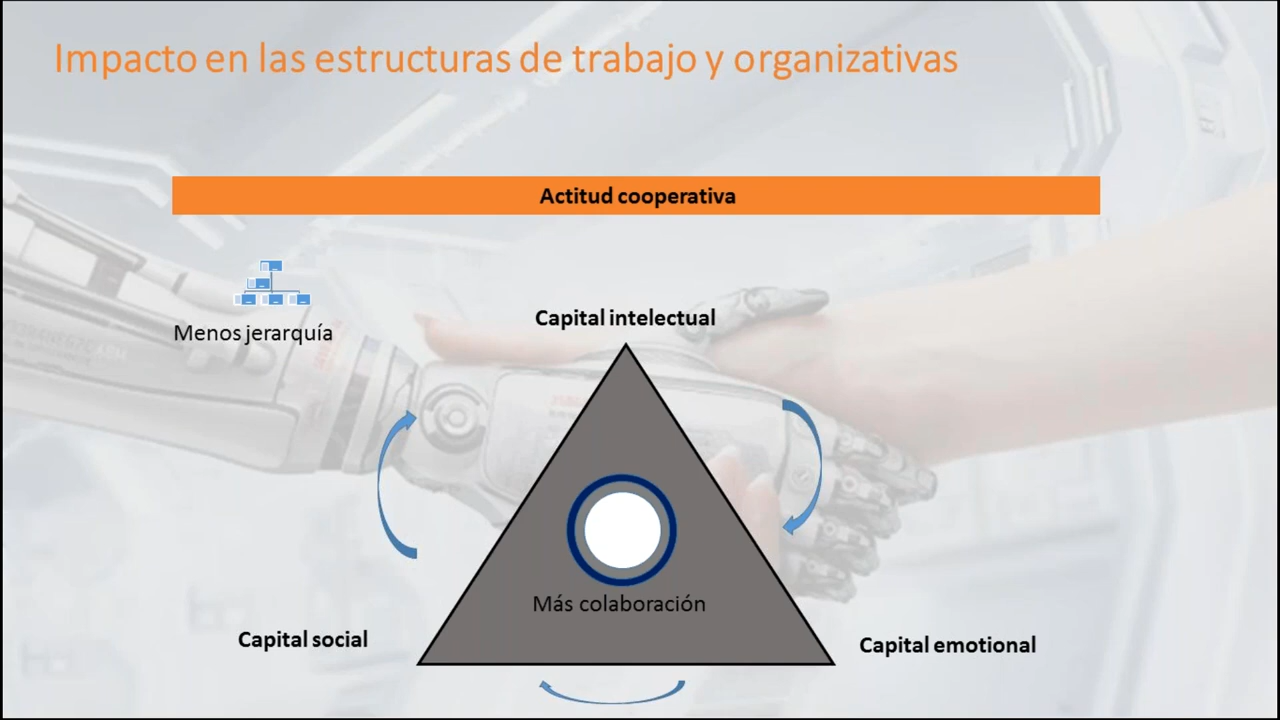 Impacto en las estructuras de trabajo y organizativas
Actitud cooperativa
Menos jerarquía
Capital intelectual
Más colaboración
Capital social
Capital emotional